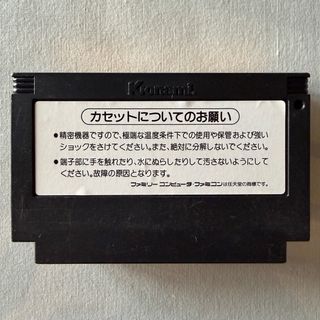 Konami
カセットについてのお願い
●精密機器ですので、極端な温度条件下での使用や保管および強い
ショックをさけてください。また、絶対に分解しないでください。
●端子部に手を触れたり、水にぬらしたりして汚さないようにして
ください。故障の原因となります。
ファミリーコンピュータ・ファミコンは任天堂の商標です。